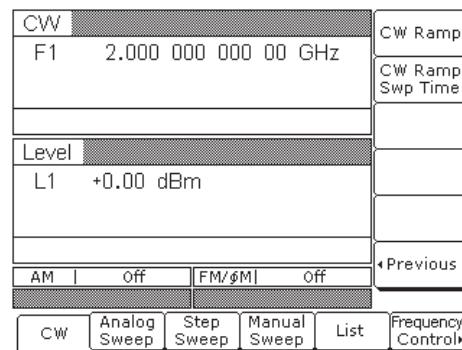 CW
F1 2.000 000 000 00 GHz
Level
L1 +0.00 dBm
AM | Off FM/ϕM| Off
CW Ramp
CW Ramp
Swp Time
◂Previous
CW
Analog
Sweep
Step
Sweep
Manual
Sweep
List
Frequency
Control▸